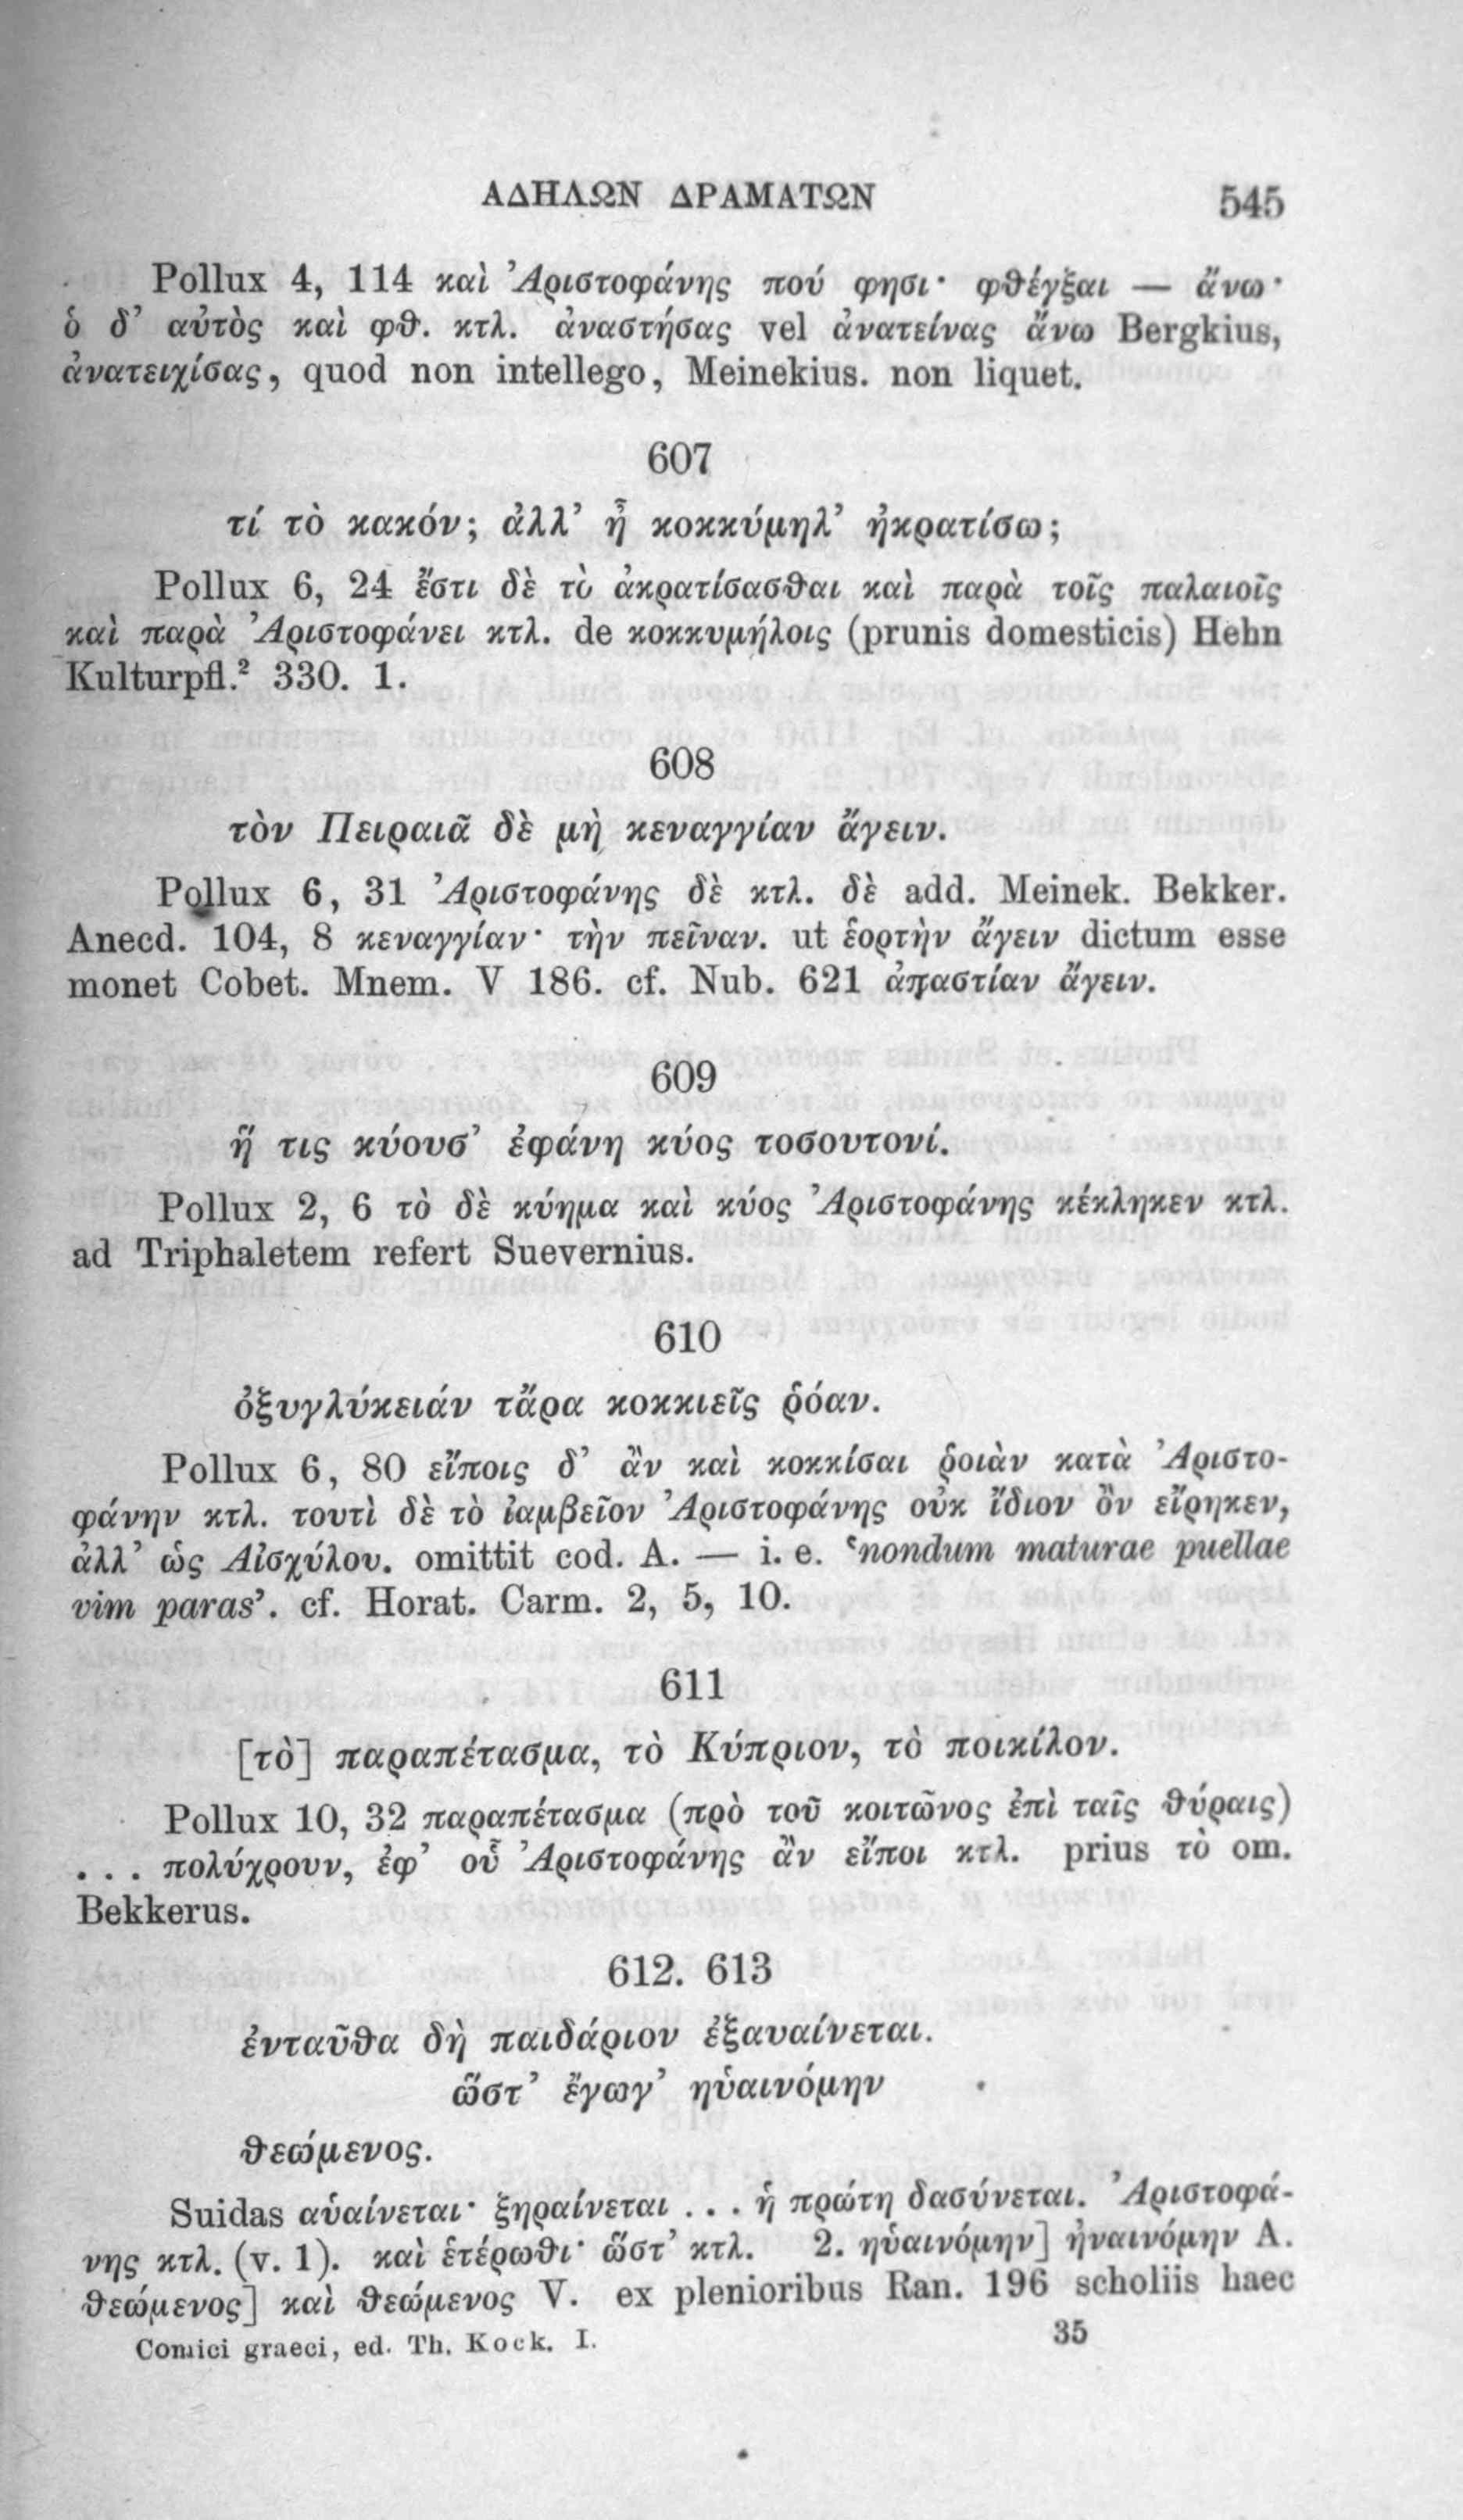 ΑΔΗΛΩΝ ΔΡΑΜΑΤΩΝ 545
Pollux 4, 114 καὶ Ἀριστοφάνης πού φησι· φθέγξαι — ἄνω·
ὁ δ᾽ αὐτὸς καὶ φθ. κτλ. ἀναστήσας vel ἀνατείνας ἄνω Bergkius,
ἀνατειχίσας, quod non intellego, Meinekius. non liquet.
607
τί τὸ κακόν; ἀλλ᾽ ἦ κοκκύμηλ᾽ ἠκρατίσω;
Pollux 6, 24 ἔστι δὲ τὸ ἀκρατίσασθαι καὶ παρὰ τοῖς παλαιοῖς
καὶ παρὰ Ἀριστοφάνει κτλ. de κοκκυμήλοις (prunis domesticis) Hehn
Kulturpfl.² 330. 1.
608
τὸν Πειραιᾶ δὲ μὴ κεναγγίαν ἄγειν.
Pollux 6, 31 Ἀριστοφάνης δὲ κτλ. δὲ add. Meinek. Bekker.
Anecd. 104, 8 κεναγγίαν· τὴν πεῖναν. ut ἑορτὴν ἄγειν dictum esse
monet Cobet. Mnem. V 186. cf. Nub. 621 ἀπαστίαν ἄγειν.
609
ἥ τις κύουσ᾽ ἐφάνη κύος τοσουτονί.
Pollux 2, 6 τὸ δὲ κύημα καὶ κύος Ἀριστοφάνης κέκληκεν κτλ.
ad Triphaletem refert Suevernius.
610
ὀξυγλύκειάν τἄρα κοκκιεῖς ῥόαν.
Pollux 6, 80 εἴποις δ᾽ ἂν καὶ κοκκίσαι ῥοιὰν κατὰ Ἀριστο-
φάνην κτλ. τουτὶ δὲ τὸ ἰαμβεῖον Ἀριστοφάνης οὐκ ἴδιον ὂν εἴρηκεν,
ἀλλ᾽ ὡς Αἰσχύλου. omittit cod. A. — i. e. ‘nondum maturae puellae
vim paras’. cf. Horat. Carm. 2, 5, 10.
611
[τὸ] παραπέτασμα, τὸ Κύπριον, τὸ ποικίλον.
Pollux 10, 32 παραπέτασμα (πρὸ τοῦ κοιτῶνος ἐπὶ ταῖς θύραις)
... πολύχρουν, ἐφ᾽ οὗ Ἀριστοφάνης ἂν εἴποι κτλ. prius τὸ om.
Bekkerus.
612. 613
ἐνταῦθα δὴ παιδάριον ἐξαυαίνεται.
ὥστ᾽ ἔγωγ᾽ ηὑαινόμην
θεώμενος.
Suidas αὑαίνεται· ξηραίνεται ... ἡ πρώτη δασύνεται. Ἀριστοφά-
νης κτλ. (v. 1). καὶ ἑτέρωθι· ὥστ᾽ κτλ. 2. ηὑαινόμην] ἠναινόμην A.
θεώμενος] καὶ θεώμενος V. ex plenioribus Ran. 196 scholiis haec
Comici graeci, ed. Th. Kock. I. 35